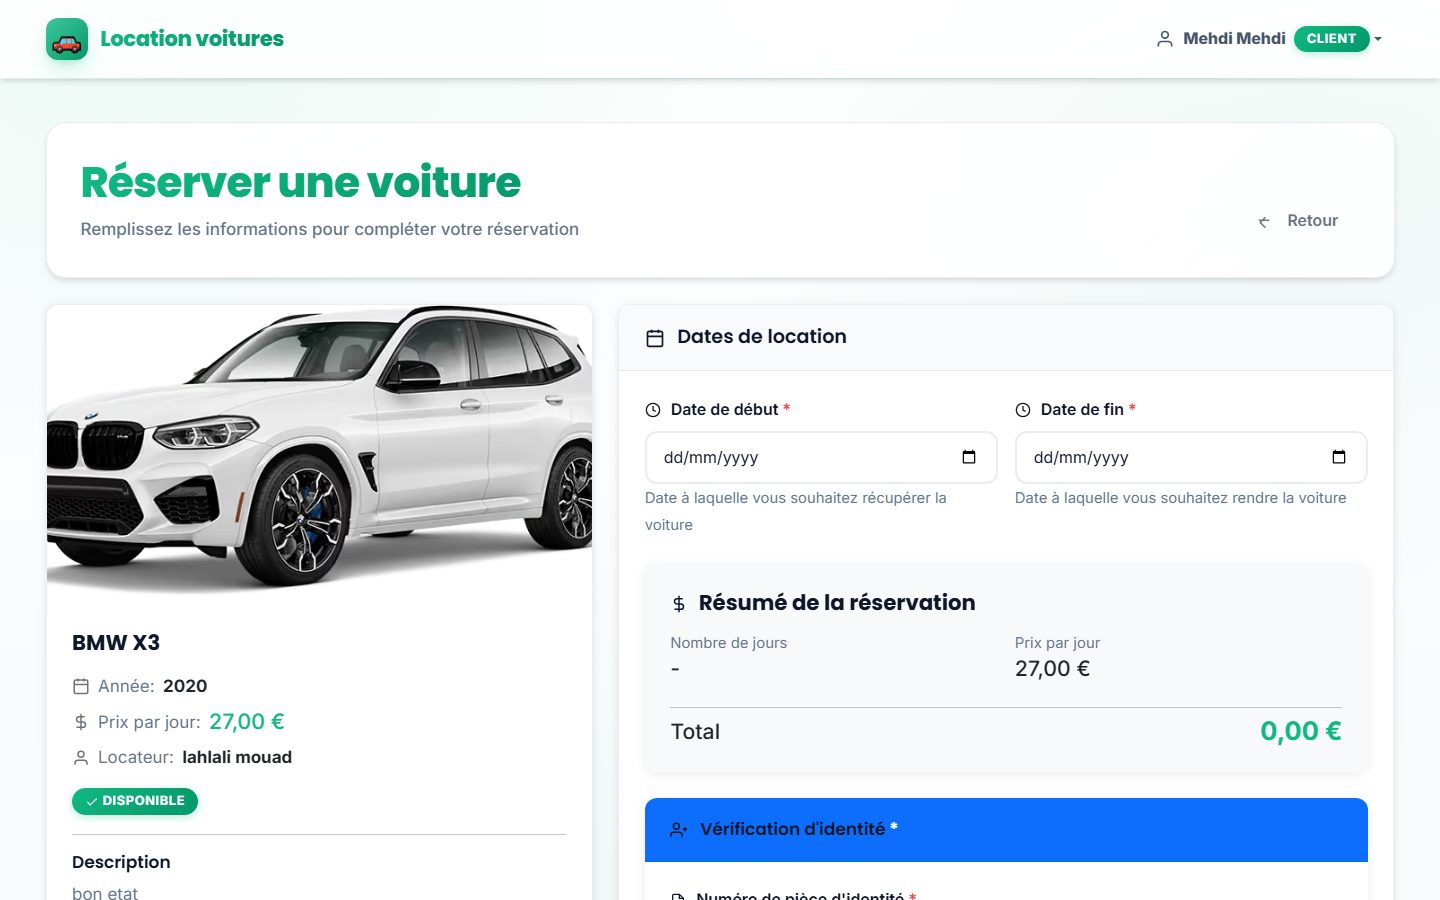 Location voitures
Mehdi Mehdi CLIENT
Réserver une voiture
Remplissez les informations pour compléter votre réservation
Retour
BMW X3
Année: 2020
Prix par jour: 27,00 €
Locateur: lahlali mouad
DISPONIBLE
Description
bon etat
Dates de location
Date de début *
dd/mm/yyyy
Date à laquelle vous souhaitez récupérer la
voiture
Date de fin *
dd/mm/yyyy
Date à laquelle vous souhaitez rendre la voiture
Résumé de la réservation
Nombre de jours
-
Prix par jour
27,00 €
Total
0,00 €
Vérification d'identité *
Numéro de pièce d'identité *